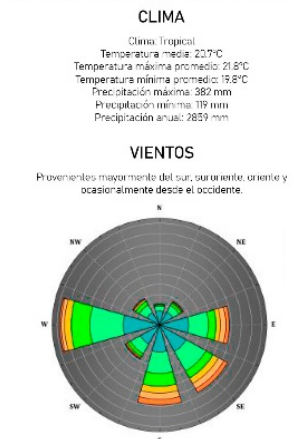 CLIMA
Clima: Tropical
Temperatura media: 20.7°C
Temperatura máxima promedio: 21.8°C
Temperatura mínima promedio: 19.8°C
Precipitación máxima: 382 mm
Precipitación mínima: 119 mm
Precipitación anual: 2859 mm
VIENTOS
Provenientes mayormente del sur, suroriente, oriente y
ocasionalmente desde el occidente.
N
NW
NE
W
E
SW
SE